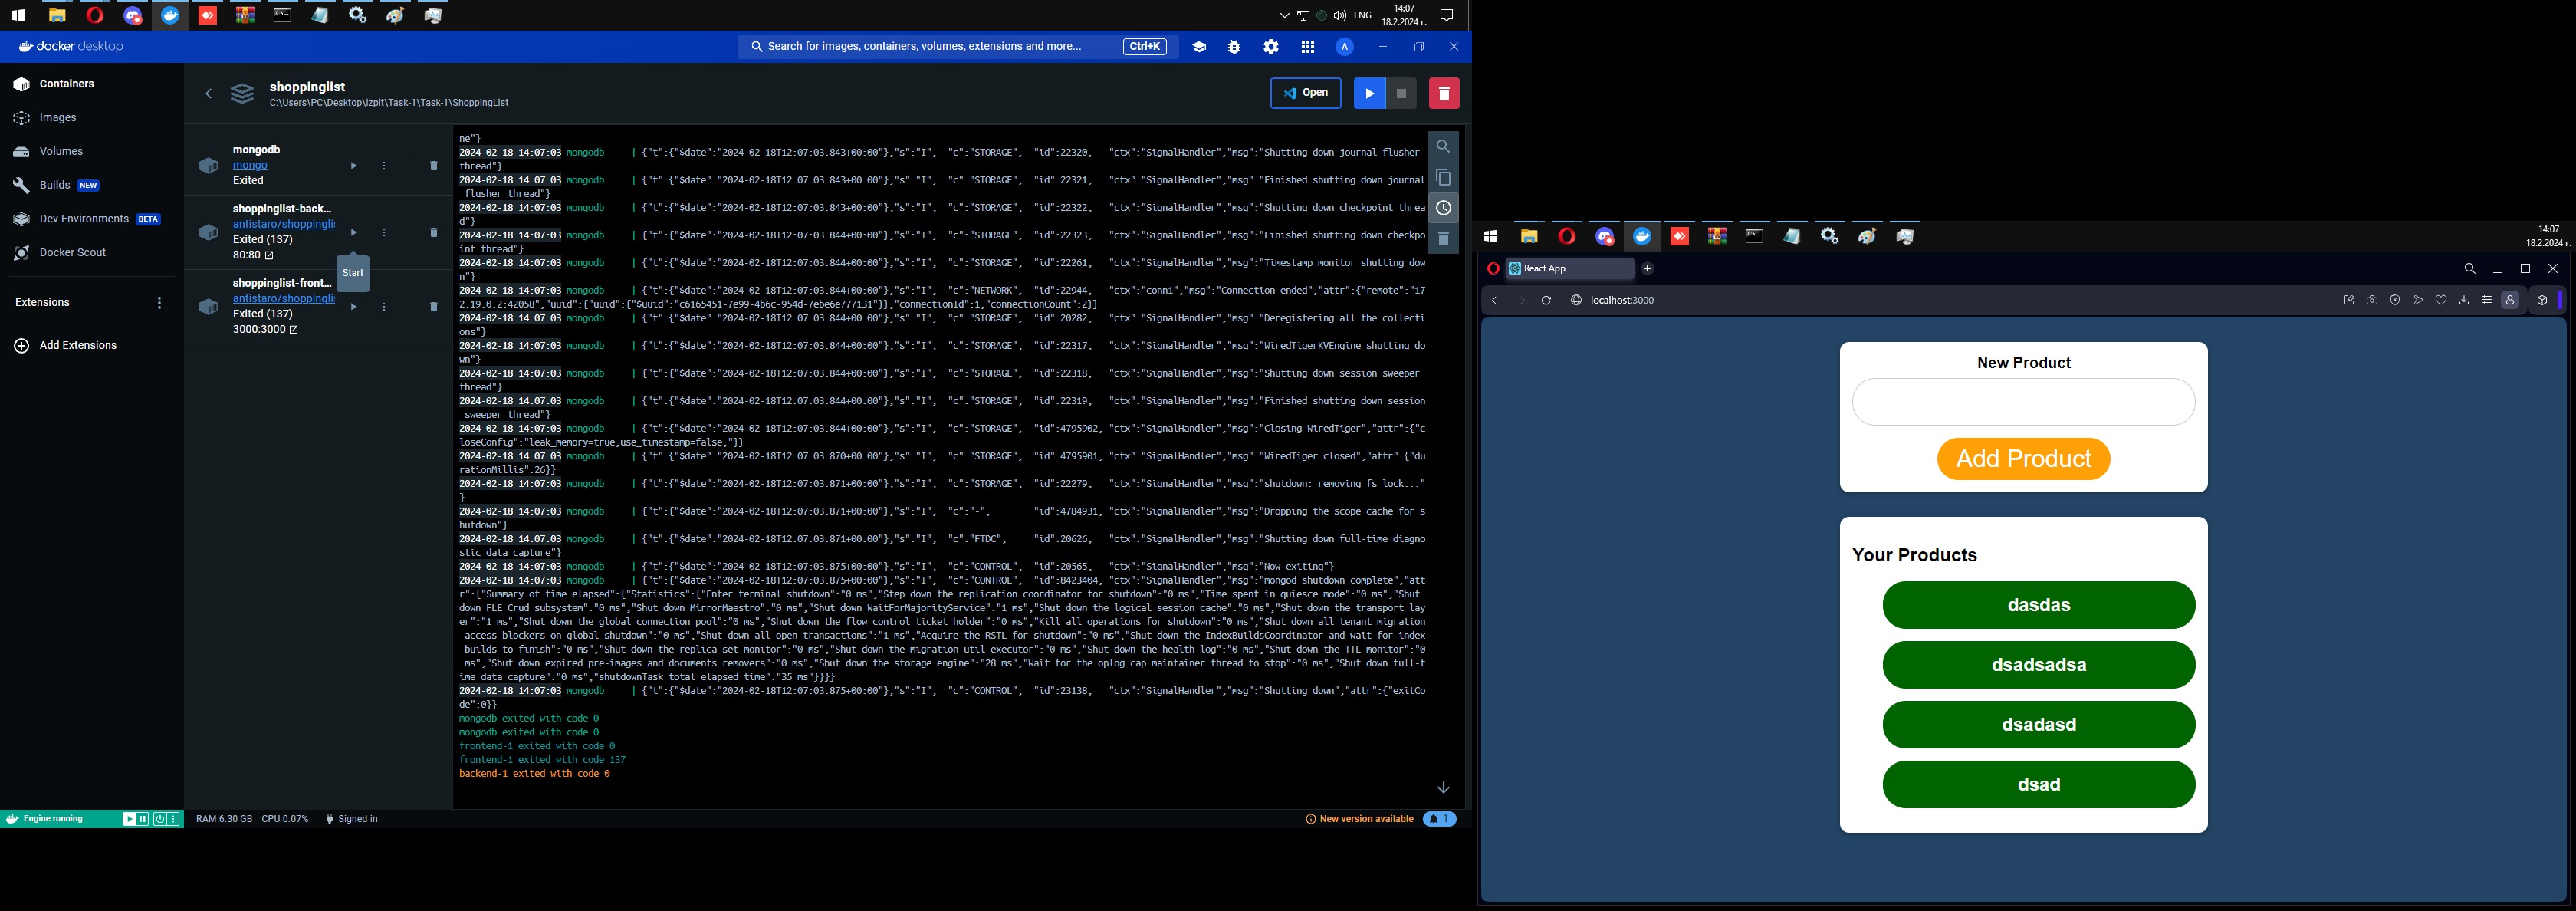 ENG
14:07
18.2.2024 г.
docker desktop
Search for images, containers, volumes, extensions and more...
Ctrl+K
A
Containers
Images
Volumes
Builds NEW
Dev Environments BETA
Docker Scout
Extensions
Add Extensions
shoppinglist
C:\Users\PC\Desktop\izpit\Task-1\Task-1\ShoppingList
Open
mongodb
mongo
Exited
shoppinglist-back...
antistaro/shoppingli
Exited (137)
80:80
Start
shoppinglist-front...
antistaro/shoppingli
Exited (137)
3000:3000
ne"}
2024-02-18 14:07:03 mongodb | {"t":{"$date":"2024-02-18T12:07:03.843+00:00"},"s":"I", "c":"STORAGE", "id":22320, "ctx":"SignalHandler","msg":"Shutting down journal flusher
thread"}
2024-02-18 14:07:03 mongodb | {"t":{"$date":"2024-02-18T12:07:03.843+00:00"},"s":"I", "c":"STORAGE", "id":22321, "ctx":"SignalHandler","msg":"Finished shutting down journal
flusher thread"}
2024-02-18 14:07:03 mongodb | {"t":{"$date":"2024-02-18T12:07:03.843+00:00"},"s":"I", "c":"STORAGE", "id":22322, "ctx":"SignalHandler","msg":"Shutting down checkpoint threa
d"}
2024-02-18 14:07:03 mongodb | {"t":{"$date":"2024-02-18T12:07:03.844+00:00"},"s":"I", "c":"STORAGE", "id":22323, "ctx":"SignalHandler","msg":"Finished shutting down checkpo
int thread"}
2024-02-18 14:07:03 mongodb | {"t":{"$date":"2024-02-18T12:07:03.844+00:00"},"s":"I", "c":"STORAGE", "id":22261, "ctx":"SignalHandler","msg":"Timestamp monitor shutting dow
n"}
2024-02-18 14:07:03 mongodb | {"t":{"$date":"2024-02-18T12:07:03.844+00:00"},"s":"I", "c":"NETWORK", "id":22944, "ctx":"conn1","msg":"Connection ended","attr":{"remote":"17
2.19.0.2:42058","uuid":{"uuid":{"$uuid":"c6165451-7e99-4b6c-954d-7ebe6e777131"}},"connectionId":1,"connectionCount":2}}
2024-02-18 14:07:03 mongodb | {"t":{"$date":"2024-02-18T12:07:03.844+00:00"},"s":"I", "c":"STORAGE", "id":20282, "ctx":"SignalHandler","msg":"Deregistering all the collecti
ons"}
2024-02-18 14:07:03 mongodb | {"t":{"$date":"2024-02-18T12:07:03.844+00:00"},"s":"I", "c":"STORAGE", "id":22317, "ctx":"SignalHandler","msg":"WiredTigerKVEngine shutting do
wn"}
2024-02-18 14:07:03 mongodb | {"t":{"$date":"2024-02-18T12:07:03.844+00:00"},"s":"I", "c":"STORAGE", "id":22318, "ctx":"SignalHandler","msg":"Shutting down session sweeper
thread"}
2024-02-18 14:07:03 mongodb | {"t":{"$date":"2024-02-18T12:07:03.844+00:00"},"s":"I", "c":"STORAGE", "id":22319, "ctx":"SignalHandler","msg":"Finished shutting down session
sweeper thread"}
2024-02-18 14:07:03 mongodb | {"t":{"$date":"2024-02-18T12:07:03.844+00:00"},"s":"I", "c":"STORAGE", "id":4795902, "ctx":"SignalHandler","msg":"Closing WiredTiger","attr":{"c
loseConfig":"leak_memory=true,use_timestamp=false,"}}
2024-02-18 14:07:03 mongodb | {"t":{"$date":"2024-02-18T12:07:03.870+00:00"},"s":"I", "c":"STORAGE", "id":4795901, "ctx":"SignalHandler","msg":"WiredTiger closed","attr":{"du
rationMillis":26}}
2024-02-18 14:07:03 mongodb | {"t":{"$date":"2024-02-18T12:07:03.871+00:00"},"s":"I", "c":"STORAGE", "id":22279, "ctx":"SignalHandler","msg":"shutdown: removing fs lock..."
}
2024-02-18 14:07:03 mongodb | {"t":{"$date":"2024-02-18T12:07:03.871+00:00"},"s":"I", "c":"-", "id":4784931, "ctx":"SignalHandler","msg":"Dropping the scope cache for s
hutdown"}
2024-02-18 14:07:03 mongodb | {"t":{"$date":"2024-02-18T12:07:03.871+00:00"},"s":"I", "c":"FTDC", "id":20626, "ctx":"SignalHandler","msg":"Shutting down full-time diagno
stic data capture"}
2024-02-18 14:07:03 mongodb | {"t":{"$date":"2024-02-18T12:07:03.875+00:00"},"s":"I", "c":"CONTROL", "id":20565, "ctx":"SignalHandler","msg":"Now exiting"}
2024-02-18 14:07:03 mongodb | {"t":{"$date":"2024-02-18T12:07:03.875+00:00"},"s":"I", "c":"CONTROL", "id":8423404, "ctx":"SignalHandler","msg":"mongod shutdown complete","att
r":{"Summary of time elapsed":{"Statistics":{"Enter terminal shutdown":"0 ms","Step down the replication coordinator for shutdown":"0 ms","Time spent in quiesce mode":"0 ms","Shut
down FLE Crud subsystem":"0 ms","Shut down MirrorMaestro":"0 ms","Shut down WaitForMajorityService":"1 ms","Shut down the logical session cache":"0 ms","Shut down the transport lay
er":"1 ms","Shut down the global connection pool":"0 ms","Shut down the flow control ticket holder":"0 ms","Kill all operations for shutdown":"0 ms","Shut down all tenant migration
access blockers on global shutdown":"0 ms","Shut down all open transactions":"1 ms","Acquire the RSTL for shutdown":"0 ms","Shut down the IndexBuildsCoordinator and wait for index
builds to finish":"0 ms","Shut down the replica set monitor":"0 ms","Shut down the migration util executor":"0 ms","Shut down the health log":"0 ms","Shut down the TTL monitor":"0
ms","Shut down expired pre-images and documents removers":"0 ms","Shut down the storage engine":"28 ms","Wait for the oplog cap maintainer thread to stop":"0 ms","Shut down full-t
ime data capture":"0 ms","shutdownTask total elapsed time":"35 ms"}}}}
2024-02-18 14:07:03 mongodb | {"t":{"$date":"2024-02-18T12:07:03.875+00:00"},"s":"I", "c":"CONTROL", "id":23138, "ctx":"SignalHandler","msg":"Shutting down","attr":{"exitCo
de":0}}
mongodb exited with code 0
mongodb exited with code 0
frontend-1 exited with code 0
frontend-1 exited with code 137
backend-1 exited with code 0
Engine running
RAM 6.30 GB CPU 0.07% Signed in
New version available
1
14:07
18.2.2024 г.
React App
localhost:3000
New Product
Add Product
Your Products
dasdas
dsadsadsa
dsadasd
dsad